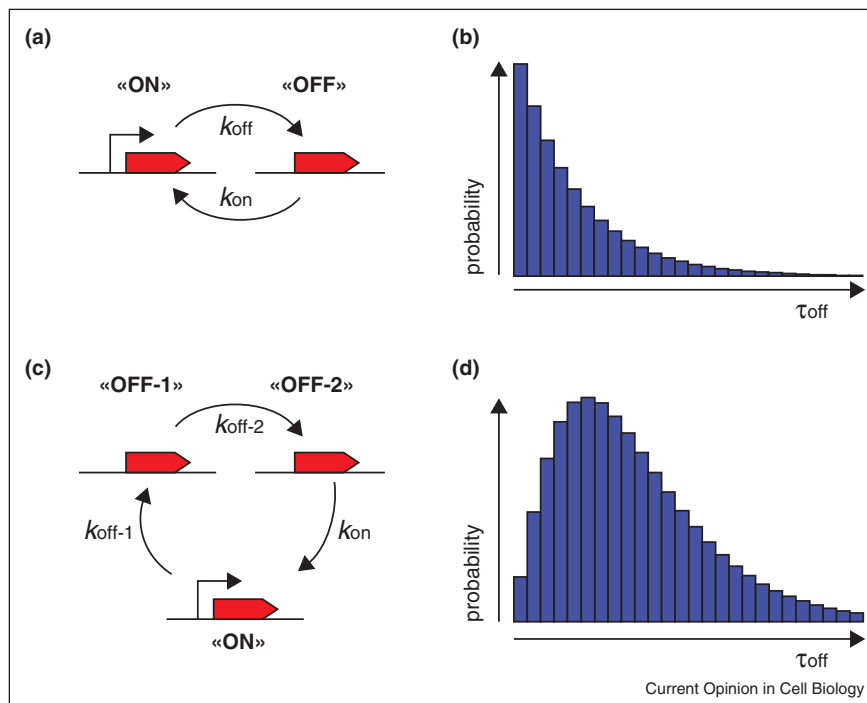 (a)
«ON»
«OFF»
koff
kon
(b)
probability
τoff
(c)
«OFF-1»
«OFF-2»
koff-2
koff-1
kon
«ON»
(d)
probability
τoff
Current Opinion in Cell Biology